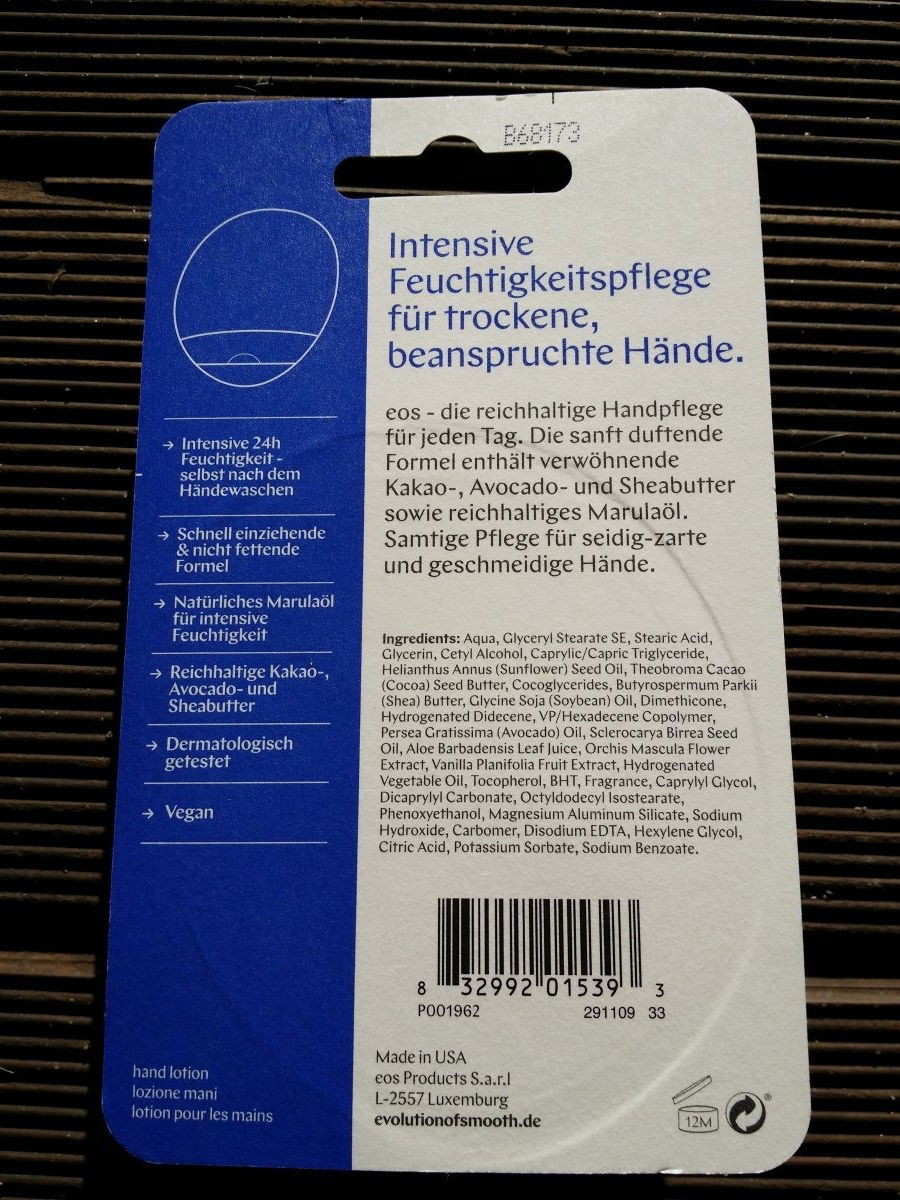 B68173
Intensive
Feuchtigkeitspflege
für trockene,
beanspruchte Hände.
eos - die reichhaltige Handpflege
für jeden Tag. Die sanft duftende
Formel enthält verwöhnende
Kakao-, Avocado- und Sheabutter
sowie reichhaltiges Marulaöl.
Samtige Pflege für seidig-zarte
und geschmeidige Hände.
→ Intensive 24h
Feuchtigkeit -
selbst nach dem
Händewaschen
→ Schnell einziehende
& nicht fettende
Formel
→ Natürliches Marulaöl
für intensive
Feuchtigkeit
→ Reichhaltige Kakao-,
Avocado- und
Sheabutter
→ Dermatologisch
getestet
→ Vegan
Ingredients: Aqua, Glyceryl Stearate SE, Stearic Acid,
Glycerin, Cetyl Alcohol, Caprylic/Capric Triglyceride,
Helianthus Annus (Sunflower) Seed Oil, Theobroma Cacao
(Cocoa) Seed Butter, Cocoglycerides, Butyrospermum Parkii
(Shea) Butter, Glycine Soja (Soybean) Oil, Dimethicone,
Hydrogenated Didecene, VP/Hexadecene Copolymer,
Persea Gratissima (Avocado) Oil, Sclerocarya Birrea Seed
Oil, Aloe Barbadensis Leaf Juice, Orchis Mascula Flower
Extract, Vanilla Planifolia Fruit Extract, Hydrogenated
Vegetable Oil, Tocopherol, BHT, Fragrance, Caprylyl Glycol,
Dicaprylyl Carbonate, Octyldodecyl Isostearate,
Phenoxyethanol, Magnesium Aluminum Silicate, Sodium
Hydroxide, Carbomer, Disodium EDTA, Hexylene Glycol,
Citric Acid, Potassium Sorbate, Sodium Benzoate.
8 32992 01539 3
P001962 291109 33
Made in USA
eos Products S.a.r.l
L-2557 Luxemburg
evolutionofsmooth.de
hand lotion
lozione mani
lotion pour les mains
12M
®